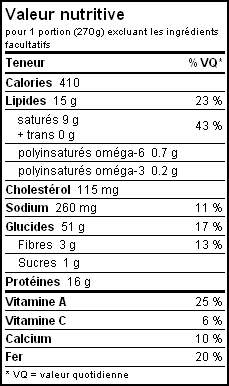 Valeur nutritive
pour 1 portion (270g) excluant les ingrédients
facultatifs
Teneur % VQ*
Calories 410
Lipides 15 g 23 %
saturés 9 g 43 %
+ trans 0 g
polyinsaturés oméga-6 0.7 g
polyinsaturés oméga-3 0.2 g
Cholestérol 115 mg
Sodium 260 mg 11 %
Glucides 51 g 17 %
Fibres 3 g 13 %
Sucres 1 g
Protéines 16 g
Vitamine A 25 %
Vitamine C 6 %
Calcium 10 %
Fer 20 %
* VQ = valeur quotidienne